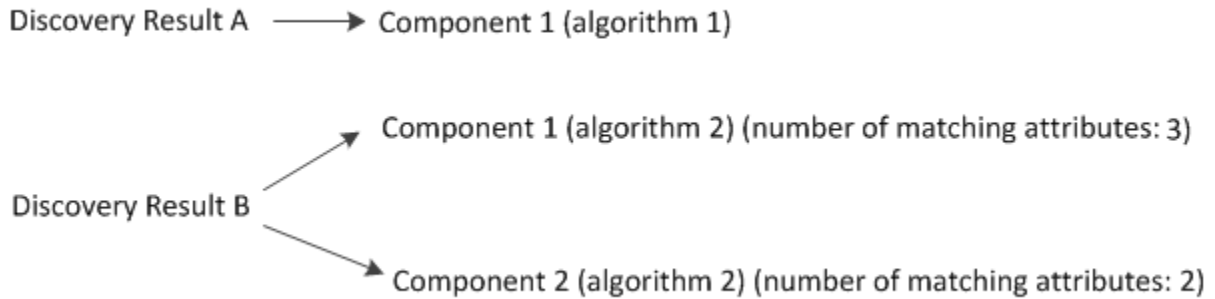 Discovery Result A
Component 1 (algorithm 1)
Component 1 (algorithm 2) (number of matching attributes: 3)
Discovery Result B
Component 2 (algorithm 2) (number of matching attributes: 2)